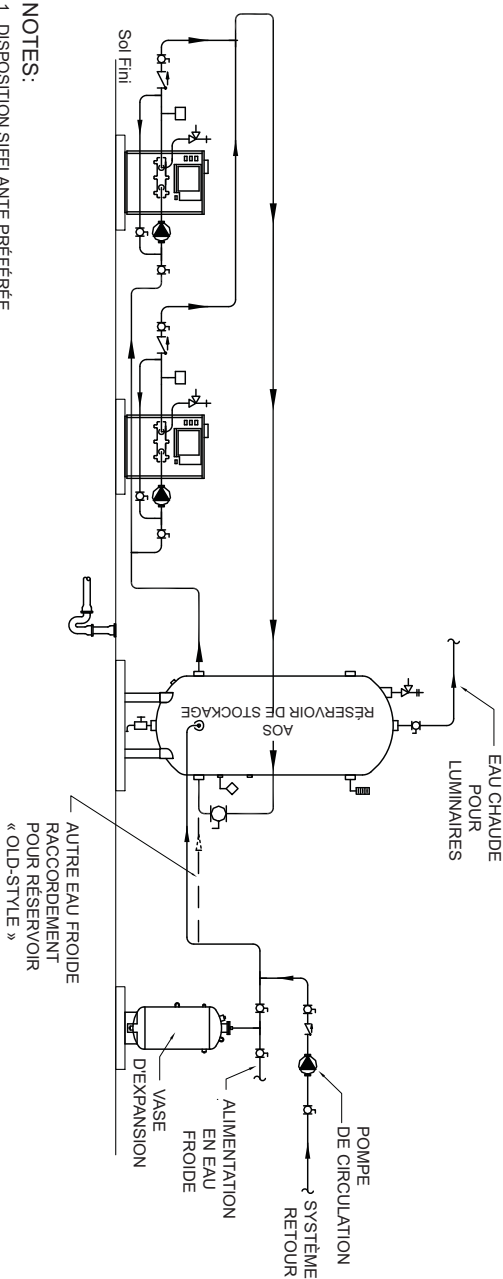 EAU CHAUDE
POUR
LUMINAIRES
POMPE
DE CIRCULATION
SYSTÈME
RETOUR
ALIMENTATION
EN EAU
FROIDE
VASE
D'EXPANSION
AUTRE EAU FROIDE
RACCORDEMENT
POUR RÉSERVOIR
« OLD-STYLE »
AOS
RÉSERVOIR DE STOCKAGE
Sol Fini
NOTES:
1. DISPOSITION SIFFLANTE PRÉFÉRÉE